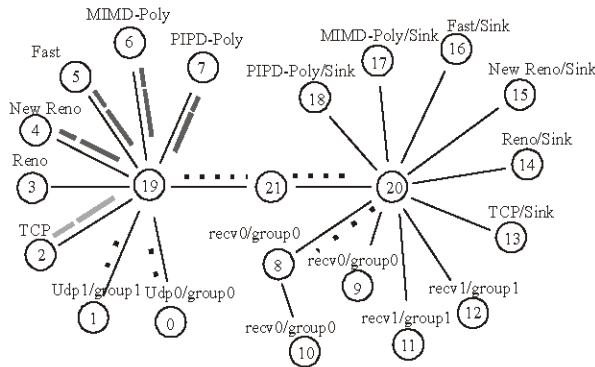 MIMD-Poly
6
PIPD-Poly
7
Fast
5
New Reno
4
Reno
3
TCP
2
19
Udp1/group1
1
Udp0/group0
0
21
MIMD-Poly/Sink
17
Fast/Sink
16
PIPD-Poly/Sink
18
New Reno/Sink
15
Reno/Sink
14
20
TCP/Sink
13
recv0/group0
8
recv0/group0
9
recv1/group1
12
recv0/group0
10
recv1/group1
11